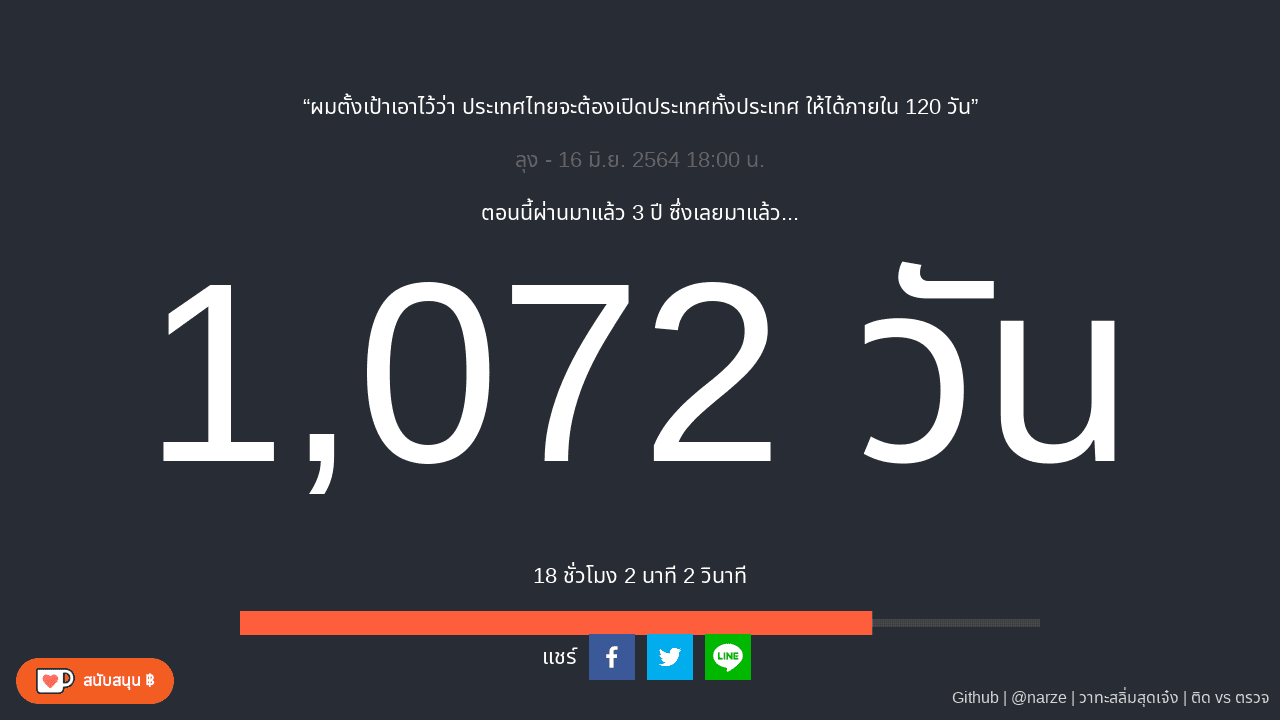 “ผมตั้งเป้าเอาไว้ว่า ประเทศไทยจะต้องเปิดประเทศทั้งประเทศ ให้ได้ภายใน 120 วัน”
ลุง - 16 มิ.ย. 2564 18:00 น.
ตอนนี้ผ่านมาแล้ว 3 ปี ซึ่งเลยมาแล้ว...
1,072 วัน
18 ชั่วโมง 2 นาที 2 วินาที
แชร์
LINE
สนับสนุน ฿
Github | @narze | วาทะสลิ่มสุดเจ๋ง | ติด vs ตรวจ